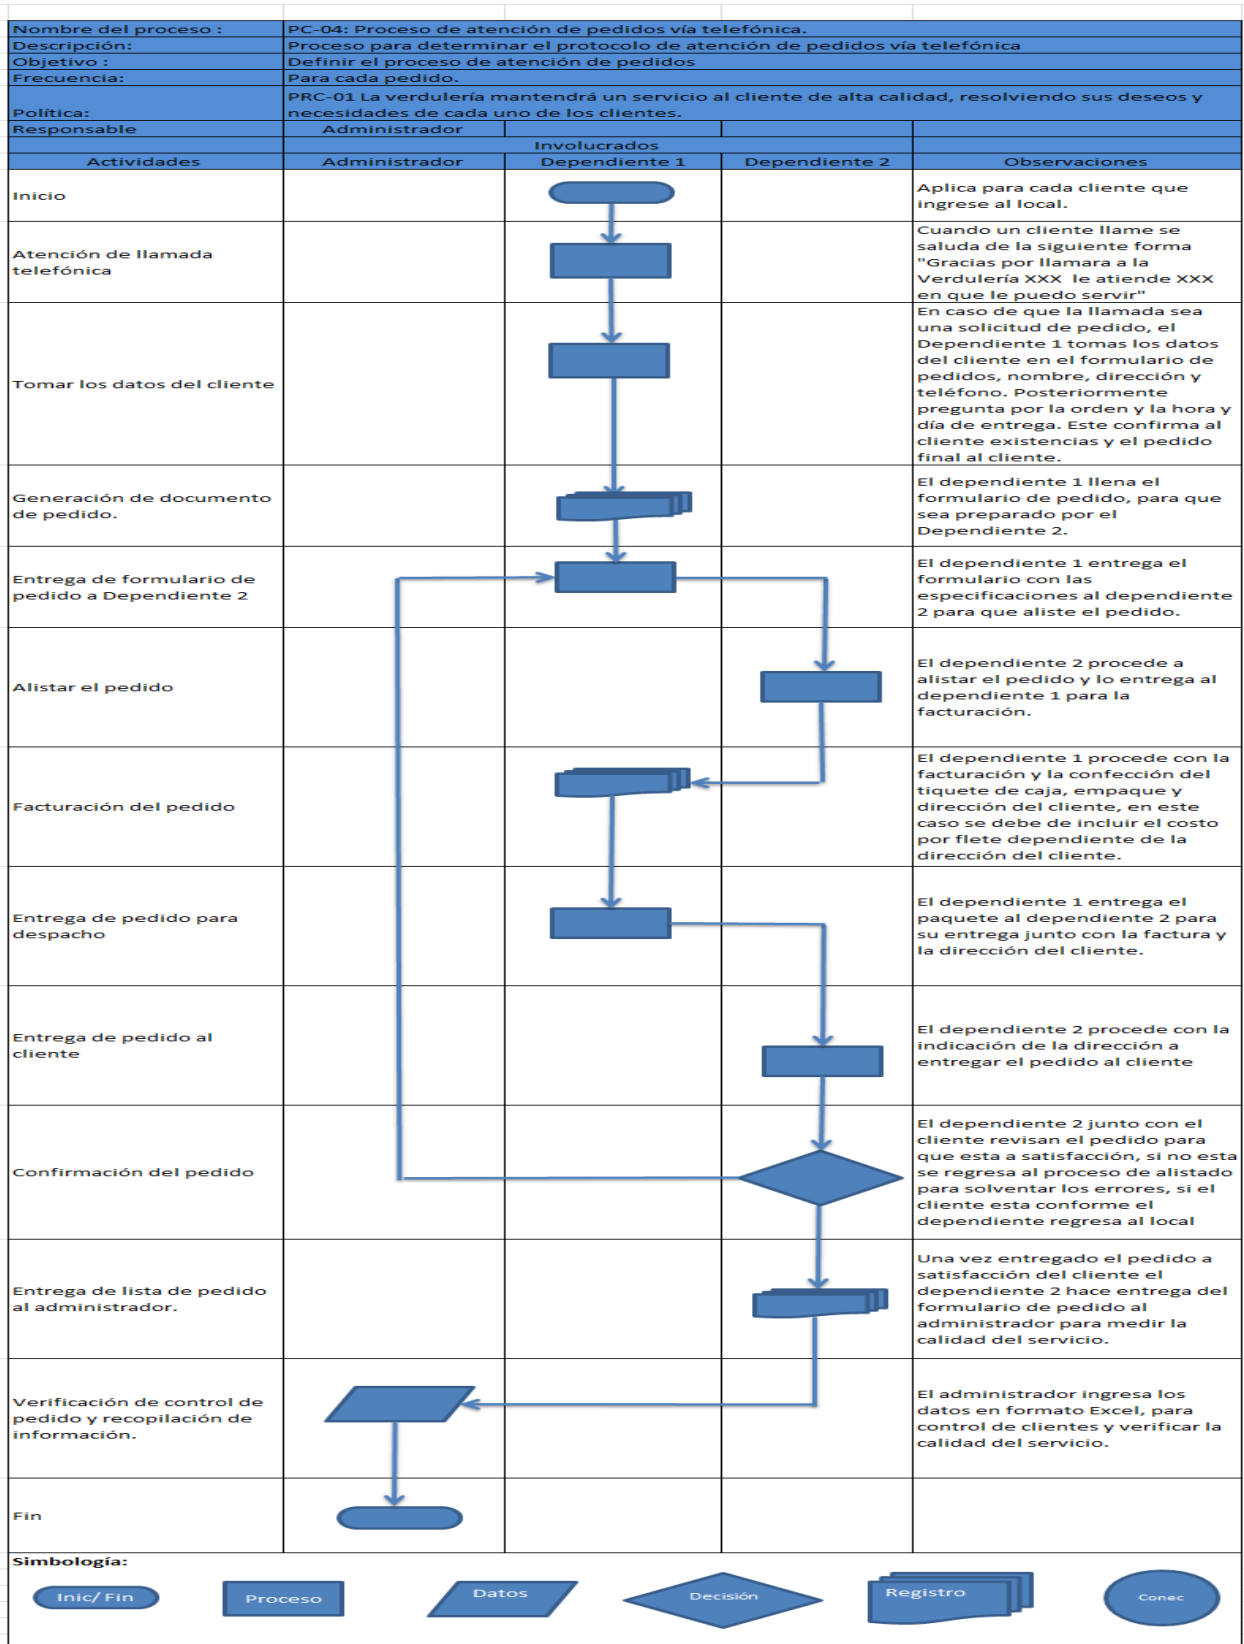 Nombre del proceso :
PC-04: Proceso de atención de pedidos vía telefónica.
Descripción:
Proceso para determinar el protocolo de atención de pedidos vía telefónica
Objetivo :
Definir el proceso de atención de pedidos
Frecuencia:
Para cada pedido.
Política:
PRC-01 La verdulería mantendrá un servicio al cliente de alta calidad, resolviendo sus deseos y
necesidades de cada uno de los clientes.
Responsable
Administrador
Involucrados
Actividades
Administrador
Dependiente 1
Dependiente 2
Observaciones
Inicio
Aplica para cada cliente que
ingrese al local.
Atención de llamada
telefónica
Cuando un cliente llame se
saluda de la siguiente forma
"Gracias por llamara a la
Verdulería XXX  le atiende XXX
en que le puedo servir"
Tomar los datos del cliente
En caso de que la llamada sea
una solicitud de pedido, el
Dependiente 1 tomas los datos
del cliente en el formulario de
pedidos, nombre, dirección y
teléfono. Posteriormente
pregunta por la orden y la hora y
día de entrega. Este confirma al
cliente existencias y el pedido
final al cliente.
Generación de documento
de pedido.
El dependiente 1 llena el
formulario de pedido, para que
sea preparado por el
Dependiente 2.
Entrega de formulario de
pedido a Dependiente 2
El dependiente 1 entrega el
formulario con las
especificaciones al dependiente
2 para que aliste el pedido.
Alistar el pedido
El dependiente 2 procede a
alistar el pedido y lo entrega al
dependiente 1 para la
facturación.
Facturación del pedido
El dependiente 1 procede con la
facturación y la confección del
tiquete de caja, empaque y
dirección del cliente, en este
caso se debe de incluir el costo
por flete dependiente de la
dirección del cliente.
Entrega de pedido para
despacho
El dependiente 1 entrega el
paquete al dependiente 2 para
su entrega junto con la factura y
la dirección del cliente.
Entrega de pedido al
cliente
El dependiente 2 procede con la
indicación de la dirección a
entregar el pedido al cliente
Confirmación del pedido
El dependiente 2 junto con el
cliente revisan el pedido para
que esta a satisfacción, si no esta
se regresa al proceso de alistado
para solventar los errores, si el
cliente esta conforme el
dependiente regresa al local
Entrega de lista de pedido
al administrador.
Una vez entregado el pedido a
satisfacción del cliente el
dependiente 2 hace entrega del
formulario de pedido al
administrador para medir la
calidad del servicio.
Verificación de control de
pedido y recopilación de
información.
El administrador ingresa los
datos en formato Excel, para
control de clientes y verificar la
calidad del servicio.
Fin
Simbología:
Inic/ Fin
Proceso
Datos
Decisión
Registro
Conec